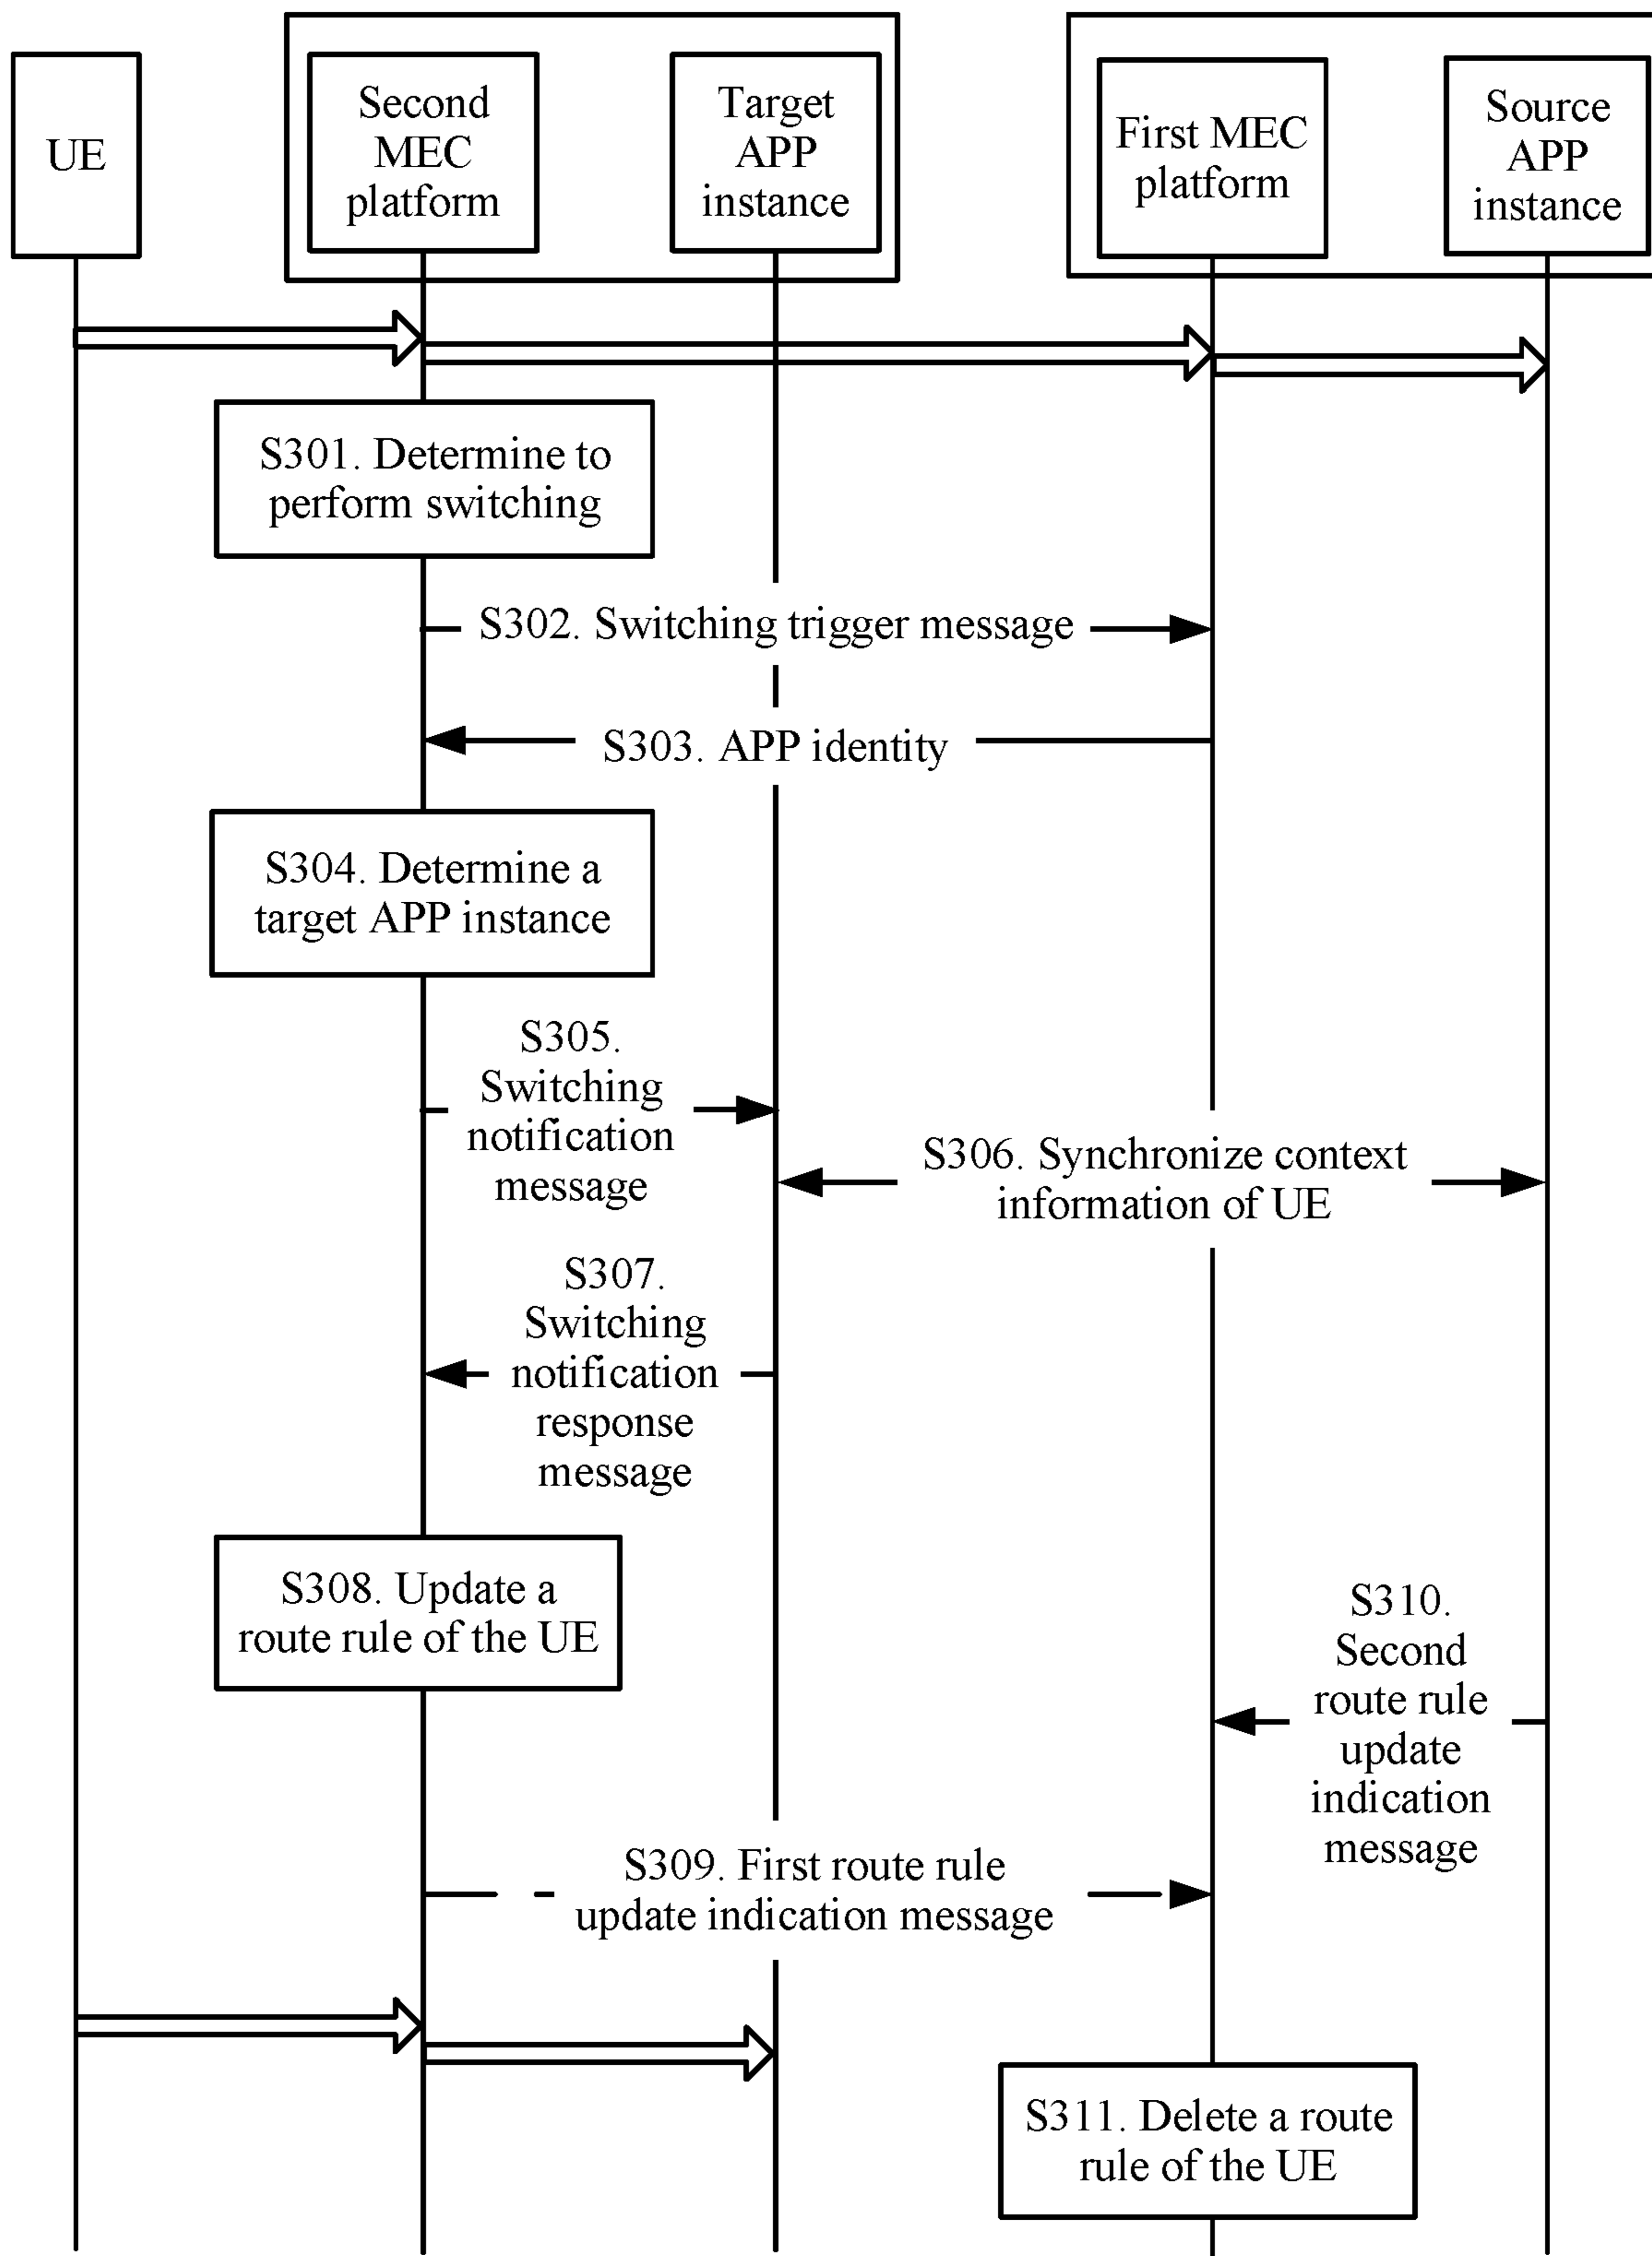 UE
Second
MEC
platform
Target
APP
instance
First MEC
platform
Source
APP
instance
S301. Determine to
perform switching
S302. Switching trigger message
S303. APP identity
S304. Determine a
target APP instance
S305.
Switching
notification
message
S306. Synchronize context
information of UE
S307.
Switching
notification
response
message
S308. Update a
route rule of the UE
S310.
Second
route rule
update
indication
message
S309. First route rule
update indication message
S311. Delete a route
rule of the UE